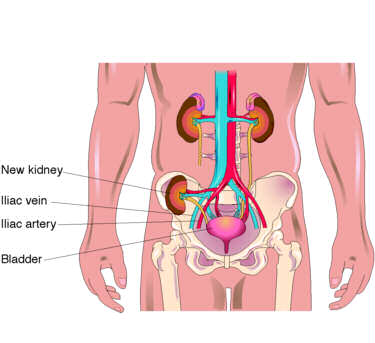 New kidney
Iliac vein
Iliac artery
Bladder